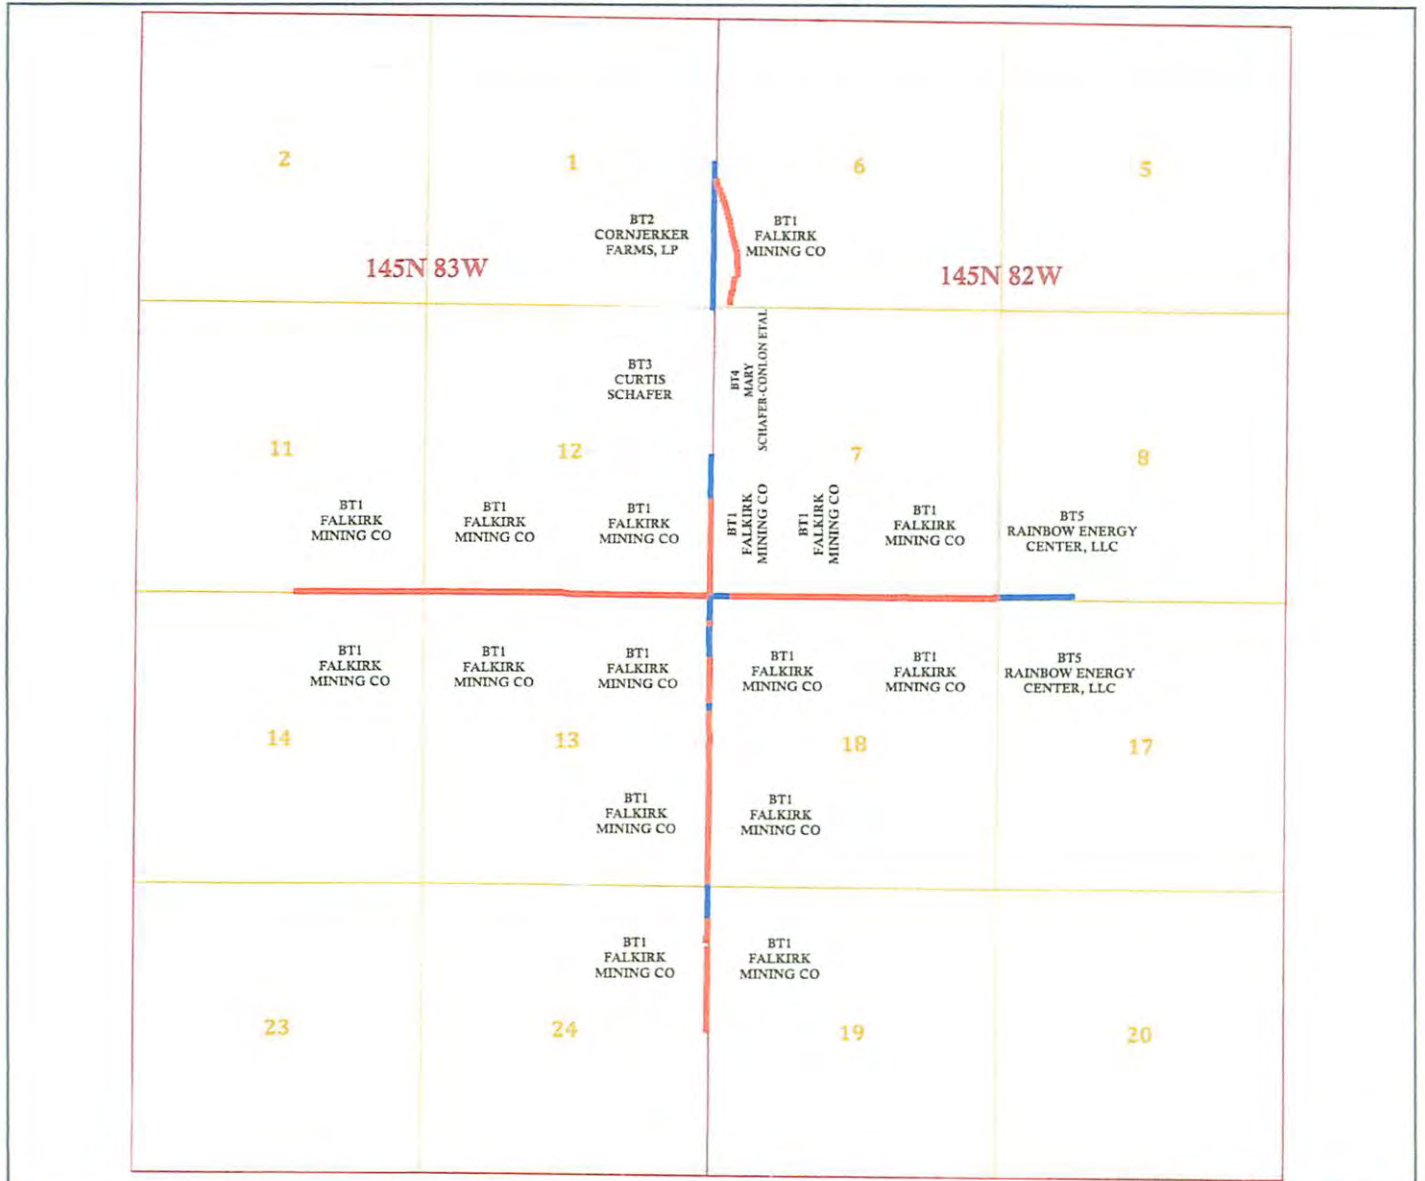 2
1
6
5
BT2
CORNJERKER
FARMS, LP
BT1
FALKIRK
MINING CO
145N 83W
145N 82W
BT3
CURTIS
SCHAFER
BT4
MARY
SCHAFER-CONLON ETAL
11
12
7
8
BT1
FALKIRK
MINING CO
BT1
FALKIRK
MINING CO
BT1
FALKIRK
MINING CO
BT1
FALKIRK
MINING CO
BT1
FALKIRK
MINING CO
BT1
FALKIRK
MINING CO
BT5
RAINBOW ENERGY
CENTER, LLC
BT1
FALKIRK
MINING CO
BT1
FALKIRK
MINING CO
BT1
FALKIRK
MINING CO
BT1
FALKIRK
MINING CO
BT1
FALKIRK
MINING CO
BT5
RAINBOW ENERGY
CENTER, LLC
14
13
18
17
BT1
FALKIRK
MINING CO
BT1
FALKIRK
MINING CO
BT1
FALKIRK
MINING CO
BT1
FALKIRK
MINING CO
23
24
19
20